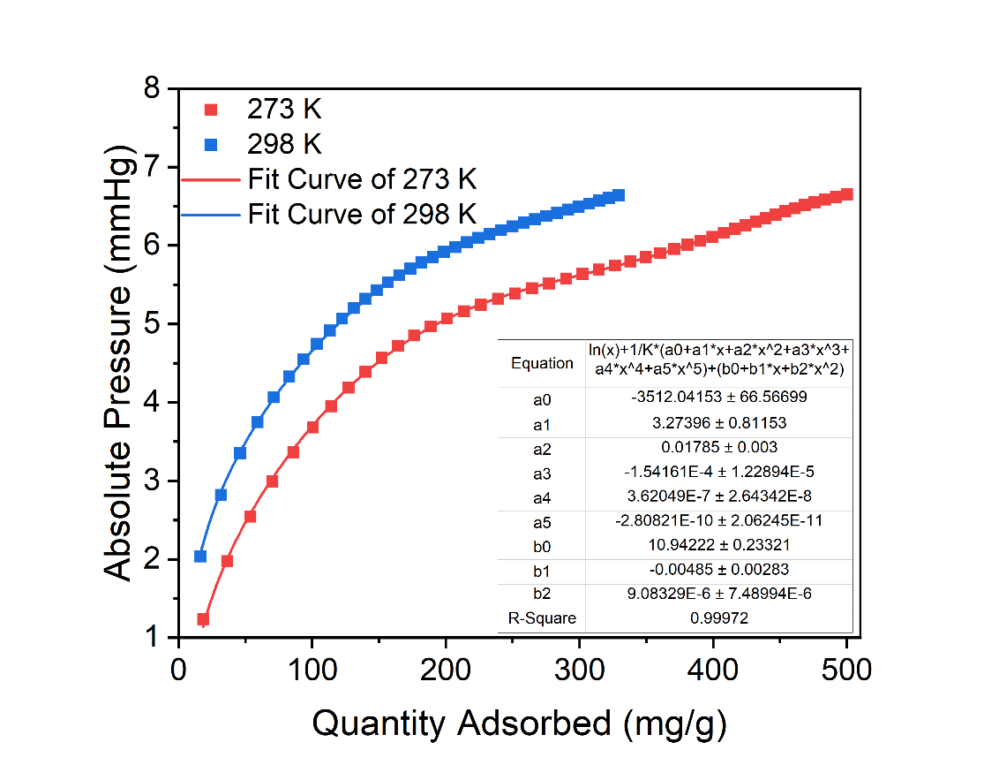 8
7
6
5
4
3
2
1
Absolute Pressure (mmHg)
273 K
298 K
Fit Curve of 273 K
Fit Curve of 298 K
Equation
ln(x)+1/K*(a0+a1*x+a2*x^2+a3*x^3+
a4*x^4+a5*x^5)+(b0+b1*x+b2*x^2)
a0 -3512.04153 ± 66.56699
a1 3.27396 ± 0.81153
a2 0.01785 ± 0.003
a3 -1.54161E-4 ± 1.22894E-5
a4 3.62049E-7 ± 2.64342E-8
a5 -2.80821E-10 ± 2.06245E-11
b0 10.94222 ± 0.23321
b1 -0.00485 ± 0.00283
b2 9.08329E-6 ± 7.48994E-6
R-Square 0.99972
0 100 200 300 400 500
Quantity Adsorbed (mg/g)